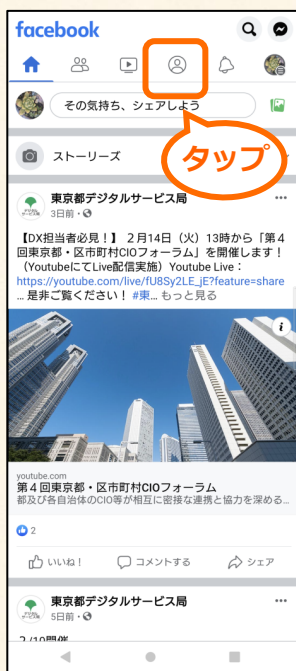 facebook
その気持ち、シェアしよう
ストーリーズ
タップ
東京都デジタルサービス局
3日前・
【DX担当者必見！】 2月14日（火）13時から「第4
回東京都・区市町村CIOフォーラム」を開催します！
（YoutubeにてLive配信実施）Youtube Live：
https://youtube.com/live/fU8Sy2LE_jE?feature=share
… 是非ご覧ください！ #東… もっと見る
youtube.com
第４回東京都・区市町村CIOフォーラム
都及び各自治体のCIO等が相互に密接な連携と協力を深める…
2
いいね！
コメントする
シェア
東京都デジタルサービス局
5日前・